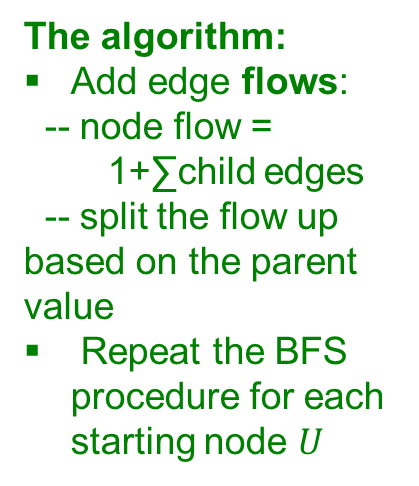 The algorithm:
▪ Add edge flows:
-- node flow =
1+∑child edges
-- split the flow up
based on the parent
value
▪ Repeat the BFS
procedure for each
starting node 𝑈